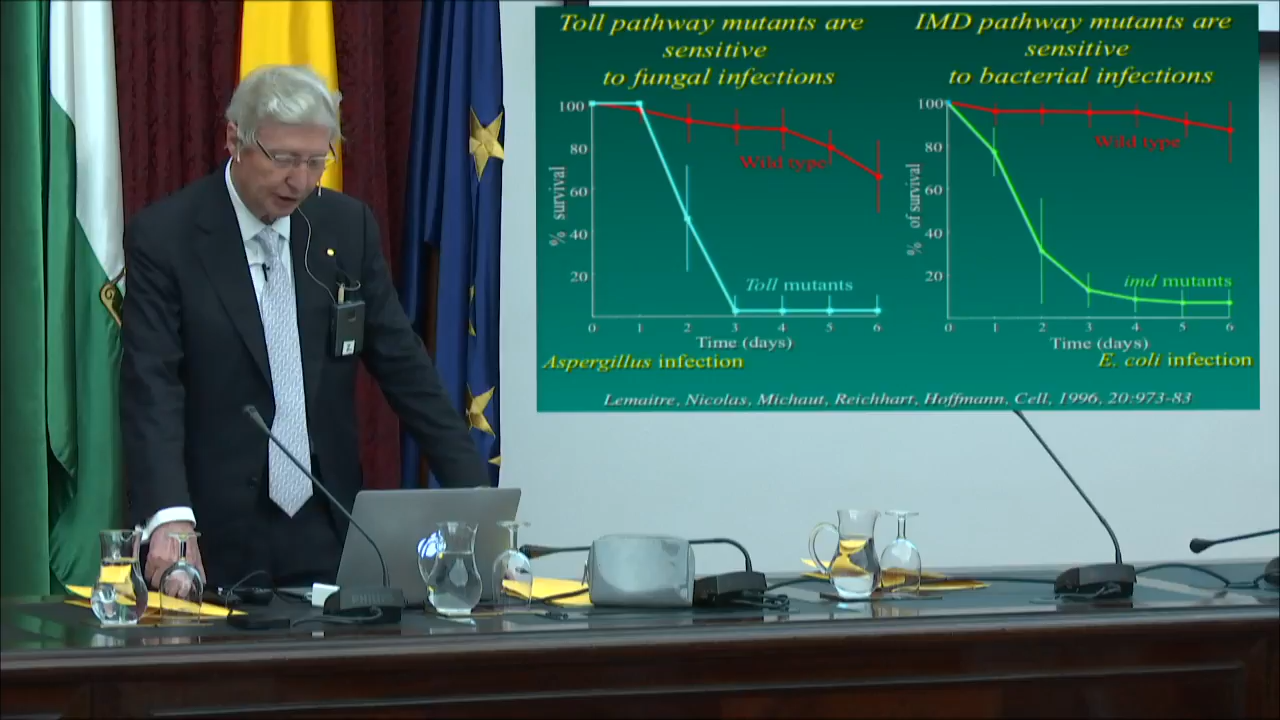 Toll pathway mutants are
sensitive
to fungal infections
100
80
60
40
20
% survival
Wild type
Toll mutants
0 1 2 3 4 5 6
Time (days)
Aspergillus infection
IMD pathway mutants are
sensitive
to bacterial infections
100
80
60
40
20
% of survival
Wild type
imd mutants
0 1 2 3 4 5 6
Time (days)
E. coli infection
Lemaitre, Nicolas, Michaut, Reichhart, Hoffmann, Cell, 1996, 20:973-83
PHILIPS